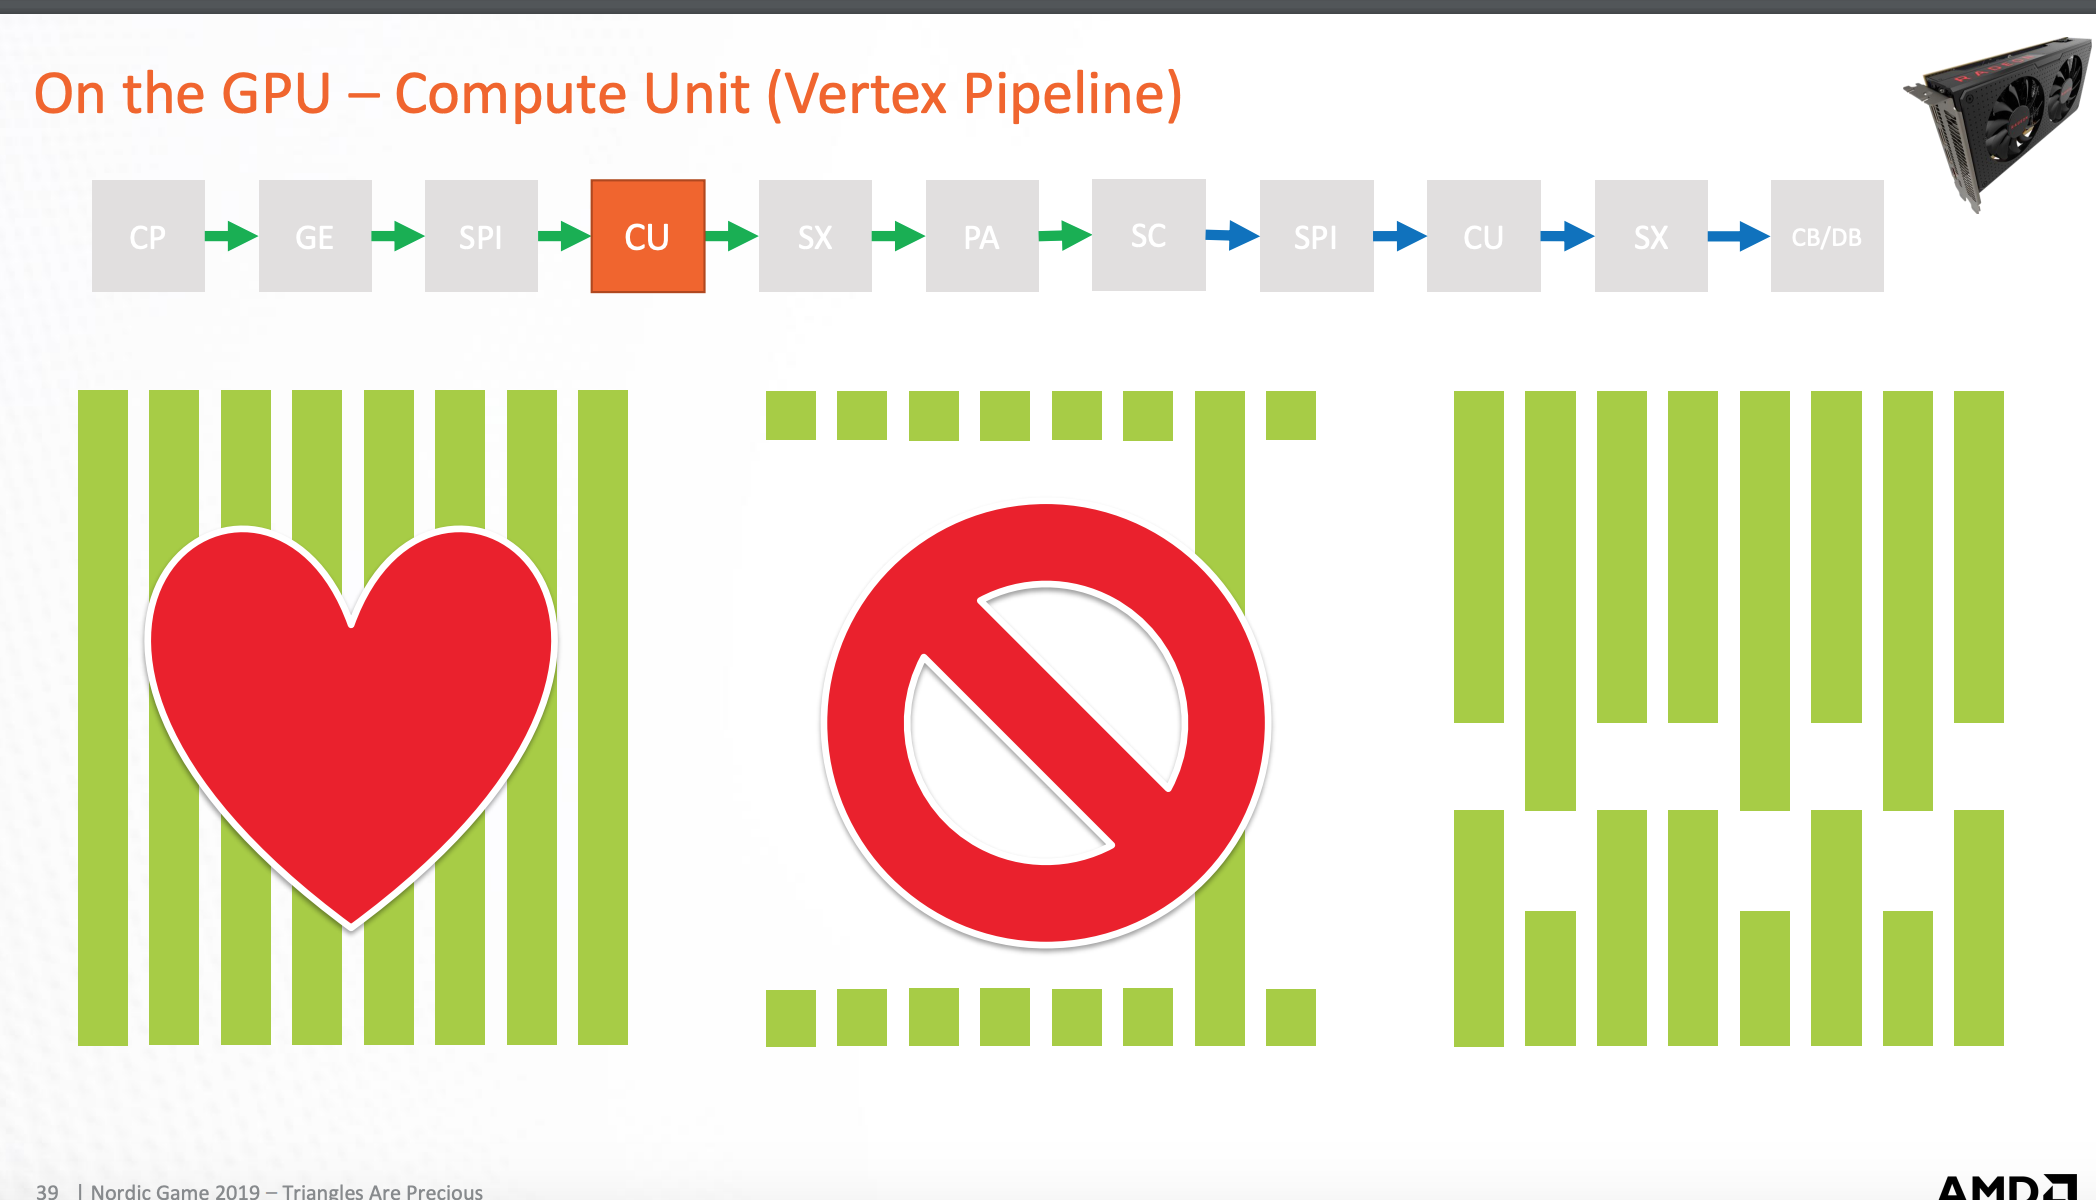 On the GPU – Compute Unit (Vertex Pipeline)
RADEON
CP
GE
SPI
CU
SX
PA
SC
SPI
CU
SX
CB/DB
39 | Nordic Game 2019 – Triangles Are Precious
AMD